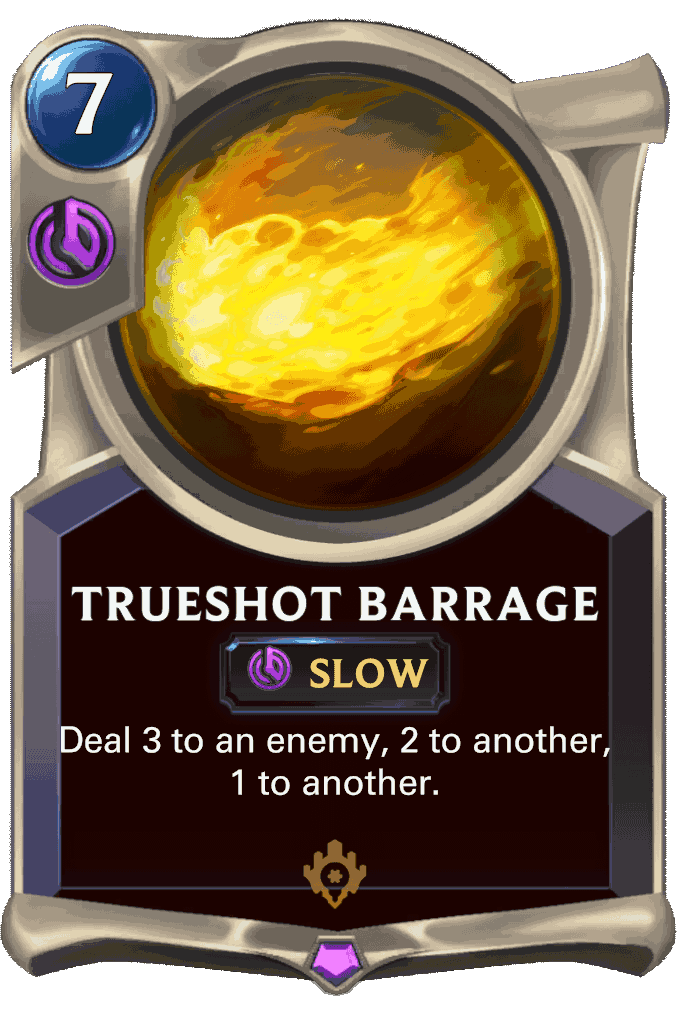 7
TRUESHOT BARRAGE
SLOW
Deal 3 to an enemy, 2 to another,
1 to another.